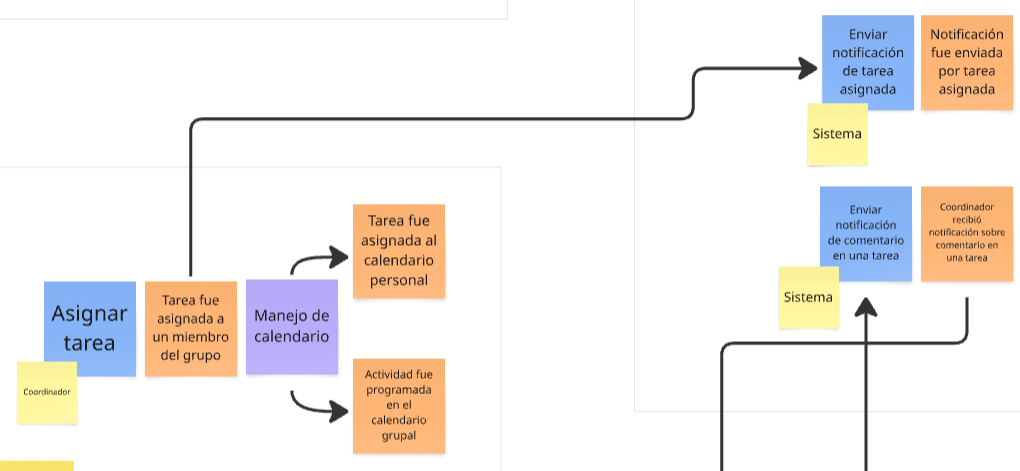 Enviar
notificación
de tarea
asignada
Notificación
fue enviada
por tarea
asignada
Sistema
Enviar
notificación
de comentario
en una tarea
Coordinador
recibió
notificación sobre
comentario en
una tarea
Sistema
Asignar
tarea
Coordinador
Tarea fue
asignada a
un miembro
del grupo
Manejo de
calendario
Tarea fue
asignada al
calendario
personal
Actividad fue
programada
en el
calendario
grupal